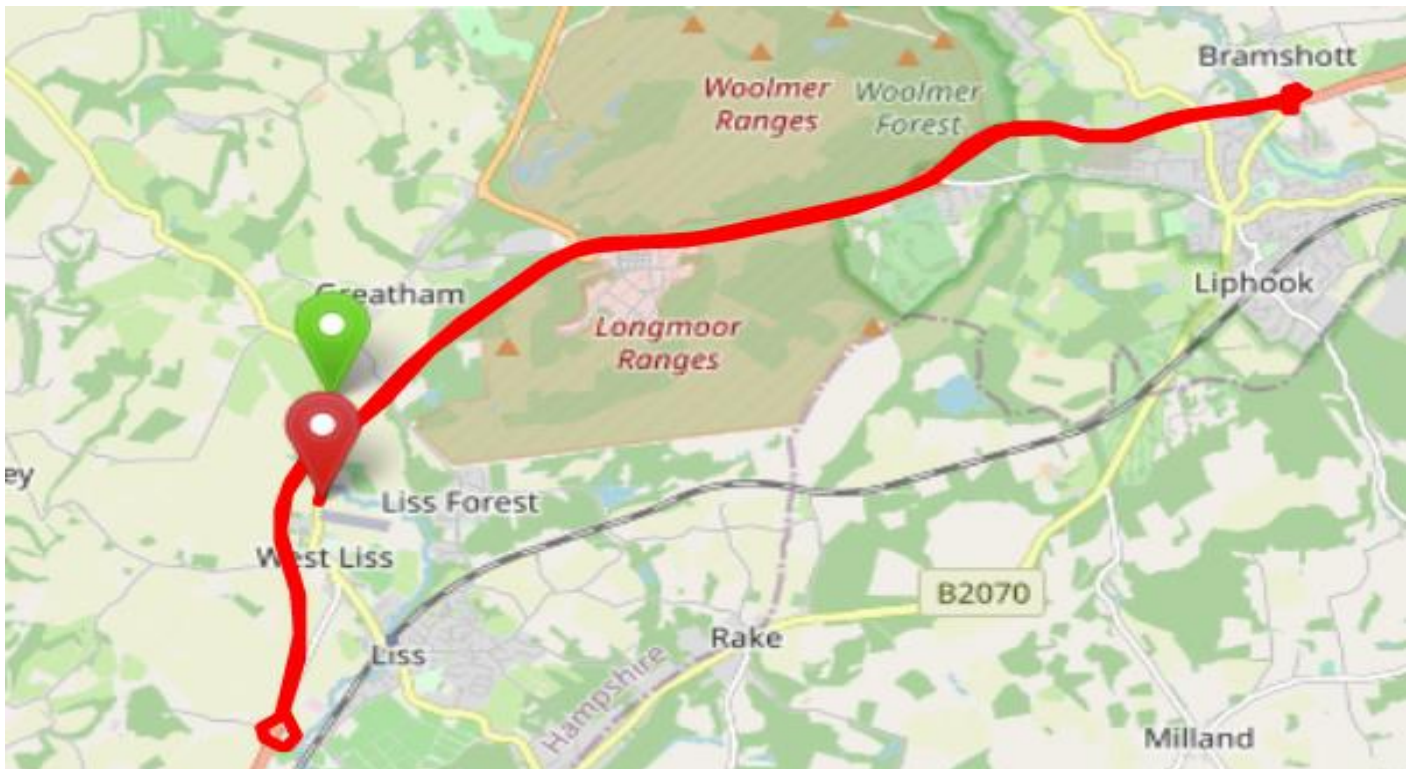 Bramshott
Woolmer
Ranges
Woolmer
Forest
Greatham
Liphook
Longmoor
Ranges
ey
Liss Forest
West Liss
B2070
Rake
Liss
Hampshire
Milland